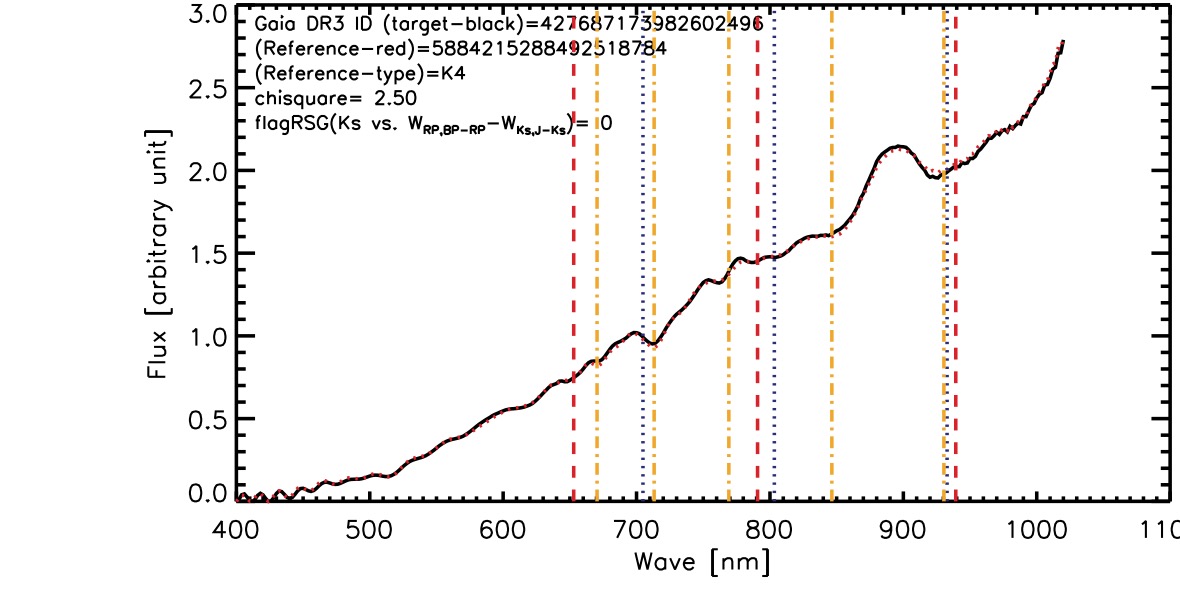 3.0
2.5
2.0
1.5
1.0
0.5
0.0
Flux [arbitrary unit]
Gaia DR3 ID (target-black)=4276871173982602496
(Reference-red)=5884215288492518784
(Reference-type)=K4
chisquare= 2.50
flagRSG(Ks vs. WRP,BP-RP-WKs,J-Ks)= 0
400 500 600 700 800 900 1000 110
Wave [nm]